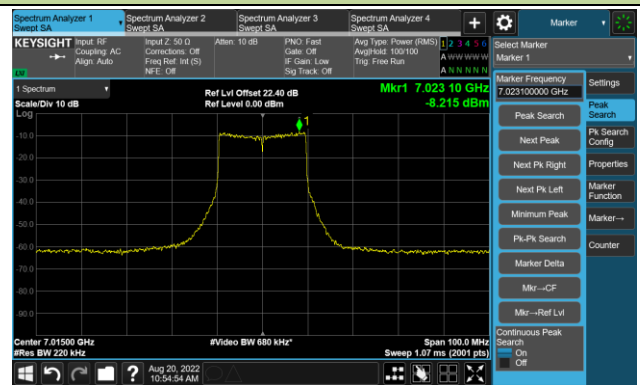 Spectrum Analyzer 1
Swept SA
Spectrum Analyzer 2
Swept SA
Spectrum Analyzer 3
Swept SA
Spectrum Analyzer 4
Swept SA
+
Marker
KEYSIGHT
Input: RF
Coupling: AC
Align: Auto
Input Z: 50 Ω
Corrections: Off
Freq Ref: Int (S)
NFE: Off
Atten: 10 dB
PNO: Fast
Gate: Off
IF Gain: Low
Sig Track: Off
Avg Type: Power (RMS)
Avg|Hold: 100/100
Trig: Free Run
1 2 3 4 5 6
A W W W W W
A N N N N N
Select Marker
Marker 1
LXI
1 Spectrum
Scale/Div 10 dB
Log
Ref Lvl Offset 22.40 dB
Ref Level 0.00 dBm
Mkr1 7.023 10 GHz
-8.215 dBm
1
-10.0
-20.0
-30.0
-40.0
-50.0
-60.0
-70.0
-80.0
-90.0
Center 7.01500 GHz
#Res BW 220 kHz
#Video BW 680 kHz*
Span 100.0 MHz
Sweep 1.07 ms (2001 pts)
Marker Frequency
7.023100000 GHz
Peak Search
Next Peak
Next Pk Right
Next Pk Left
Minimum Peak
Pk-Pk Search
Marker Delta
Mkr→CF
Mkr→Ref Lvl
Continuous Peak
Search
On
Off
Settings
Peak
Search
Pk Search
Config
Properties
Marker
Function
Marker→
Counter
?
Aug 20, 2022
10:54:54 AM